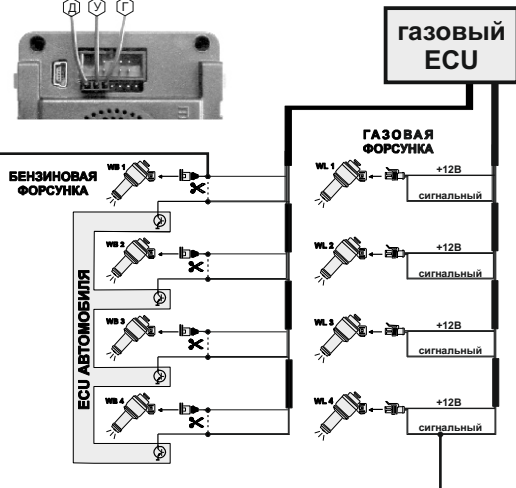 Д У Г
газовый
ECU
БЕНЗИНОВАЯ
ФОРСУНКА
ГАЗОВАЯ
ФОРСУНКА
WB 1
WL 1
+12В
сигнальный
WB 2
WL 2
+12В
сигнальный
WB 3
WL 3
+12В
сигнальный
WB 4
WL 4
+12В
сигнальный
ECU АВТОМОБИЛЯ